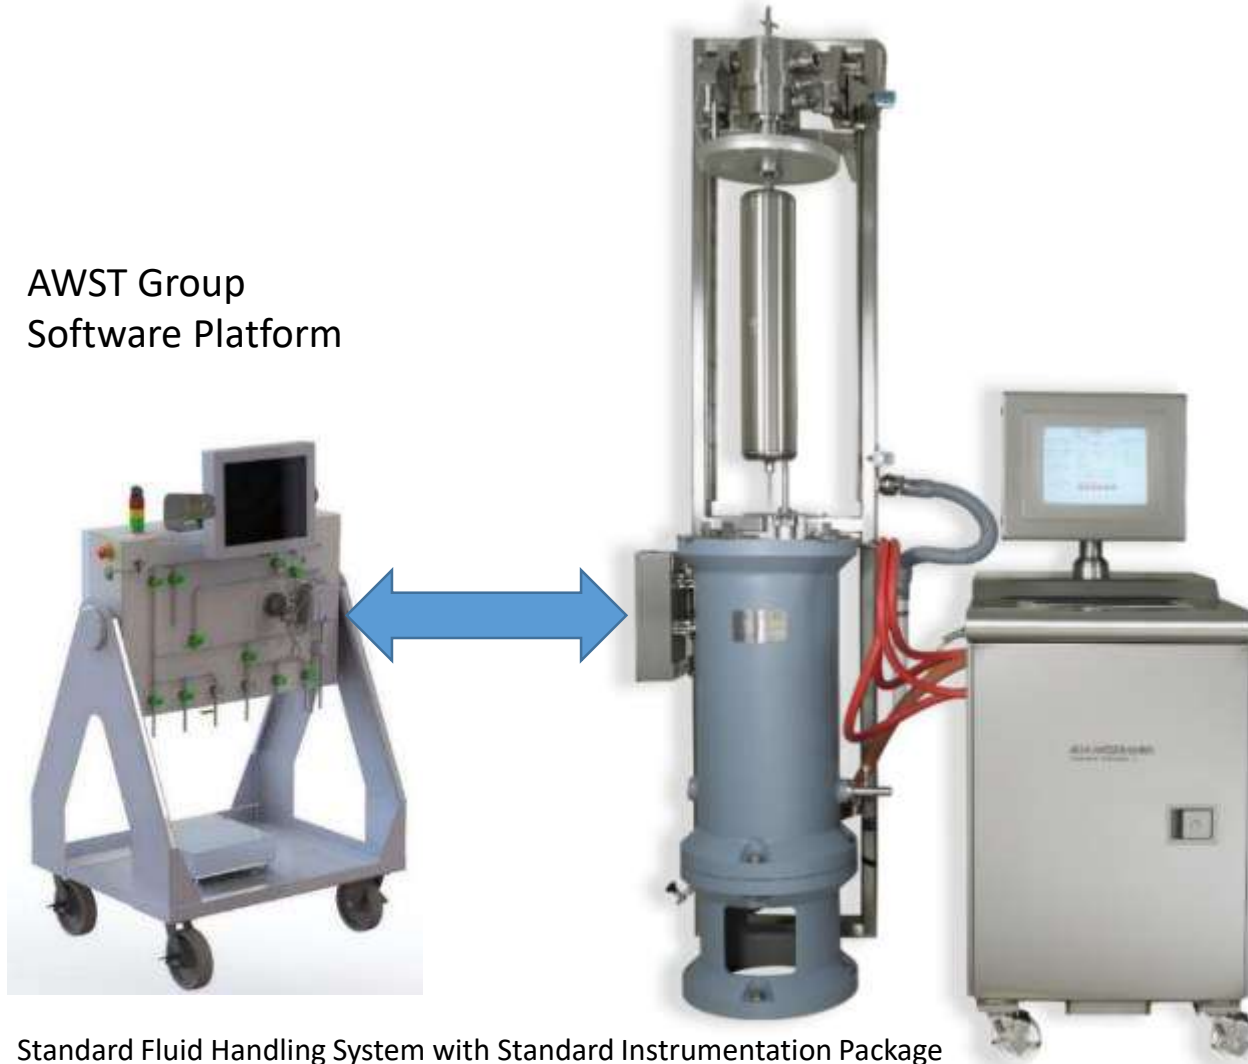 AWST Group
Software Platform
Standard Fluid Handling System with Standard Instrumentation Package